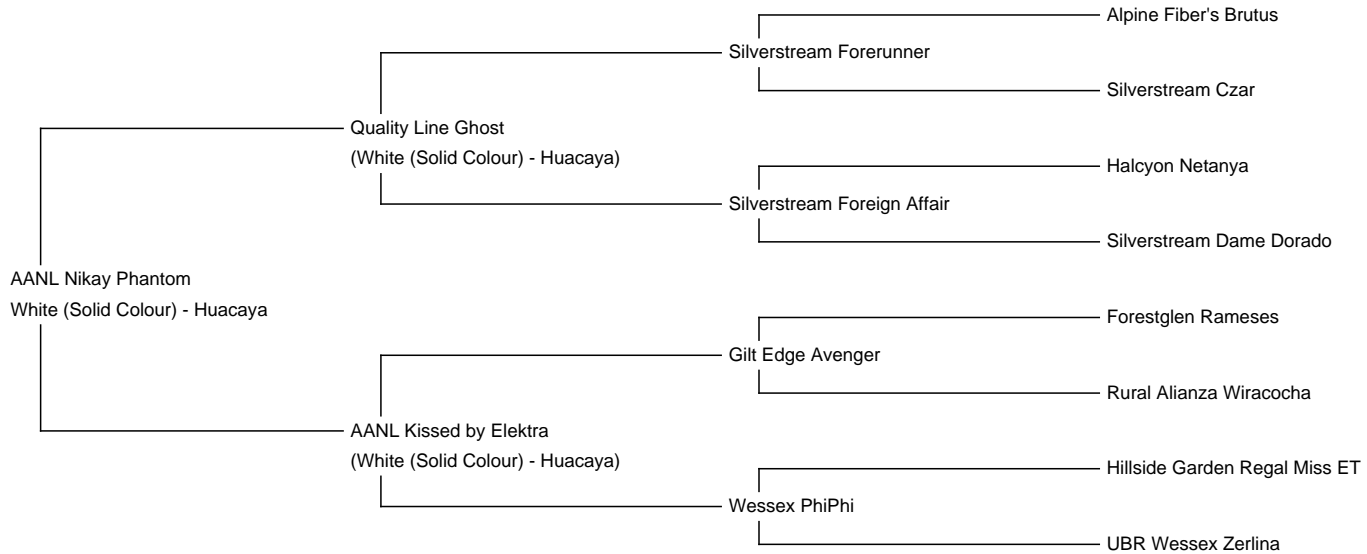 Alpine Fiber's Brutus
Silverstream Forerunner
Silverstream Czar
Quality Line Ghost
(White (Solid Colour) - Huacaya)
Halcyon Netanya
Silverstream Foreign Affair
Silverstream Dame Dorado
AANL Nikay Phantom
White (Solid Colour) - Huacaya
Forestglen Rameses
Gilt Edge Avenger
Rural Alianza Wiracocha
AANL Kissed by Elektra
(White (Solid Colour) - Huacaya)
Hillside Garden Regal Miss ET
Wessex PhiPhi
UBR Wessex Zerlina